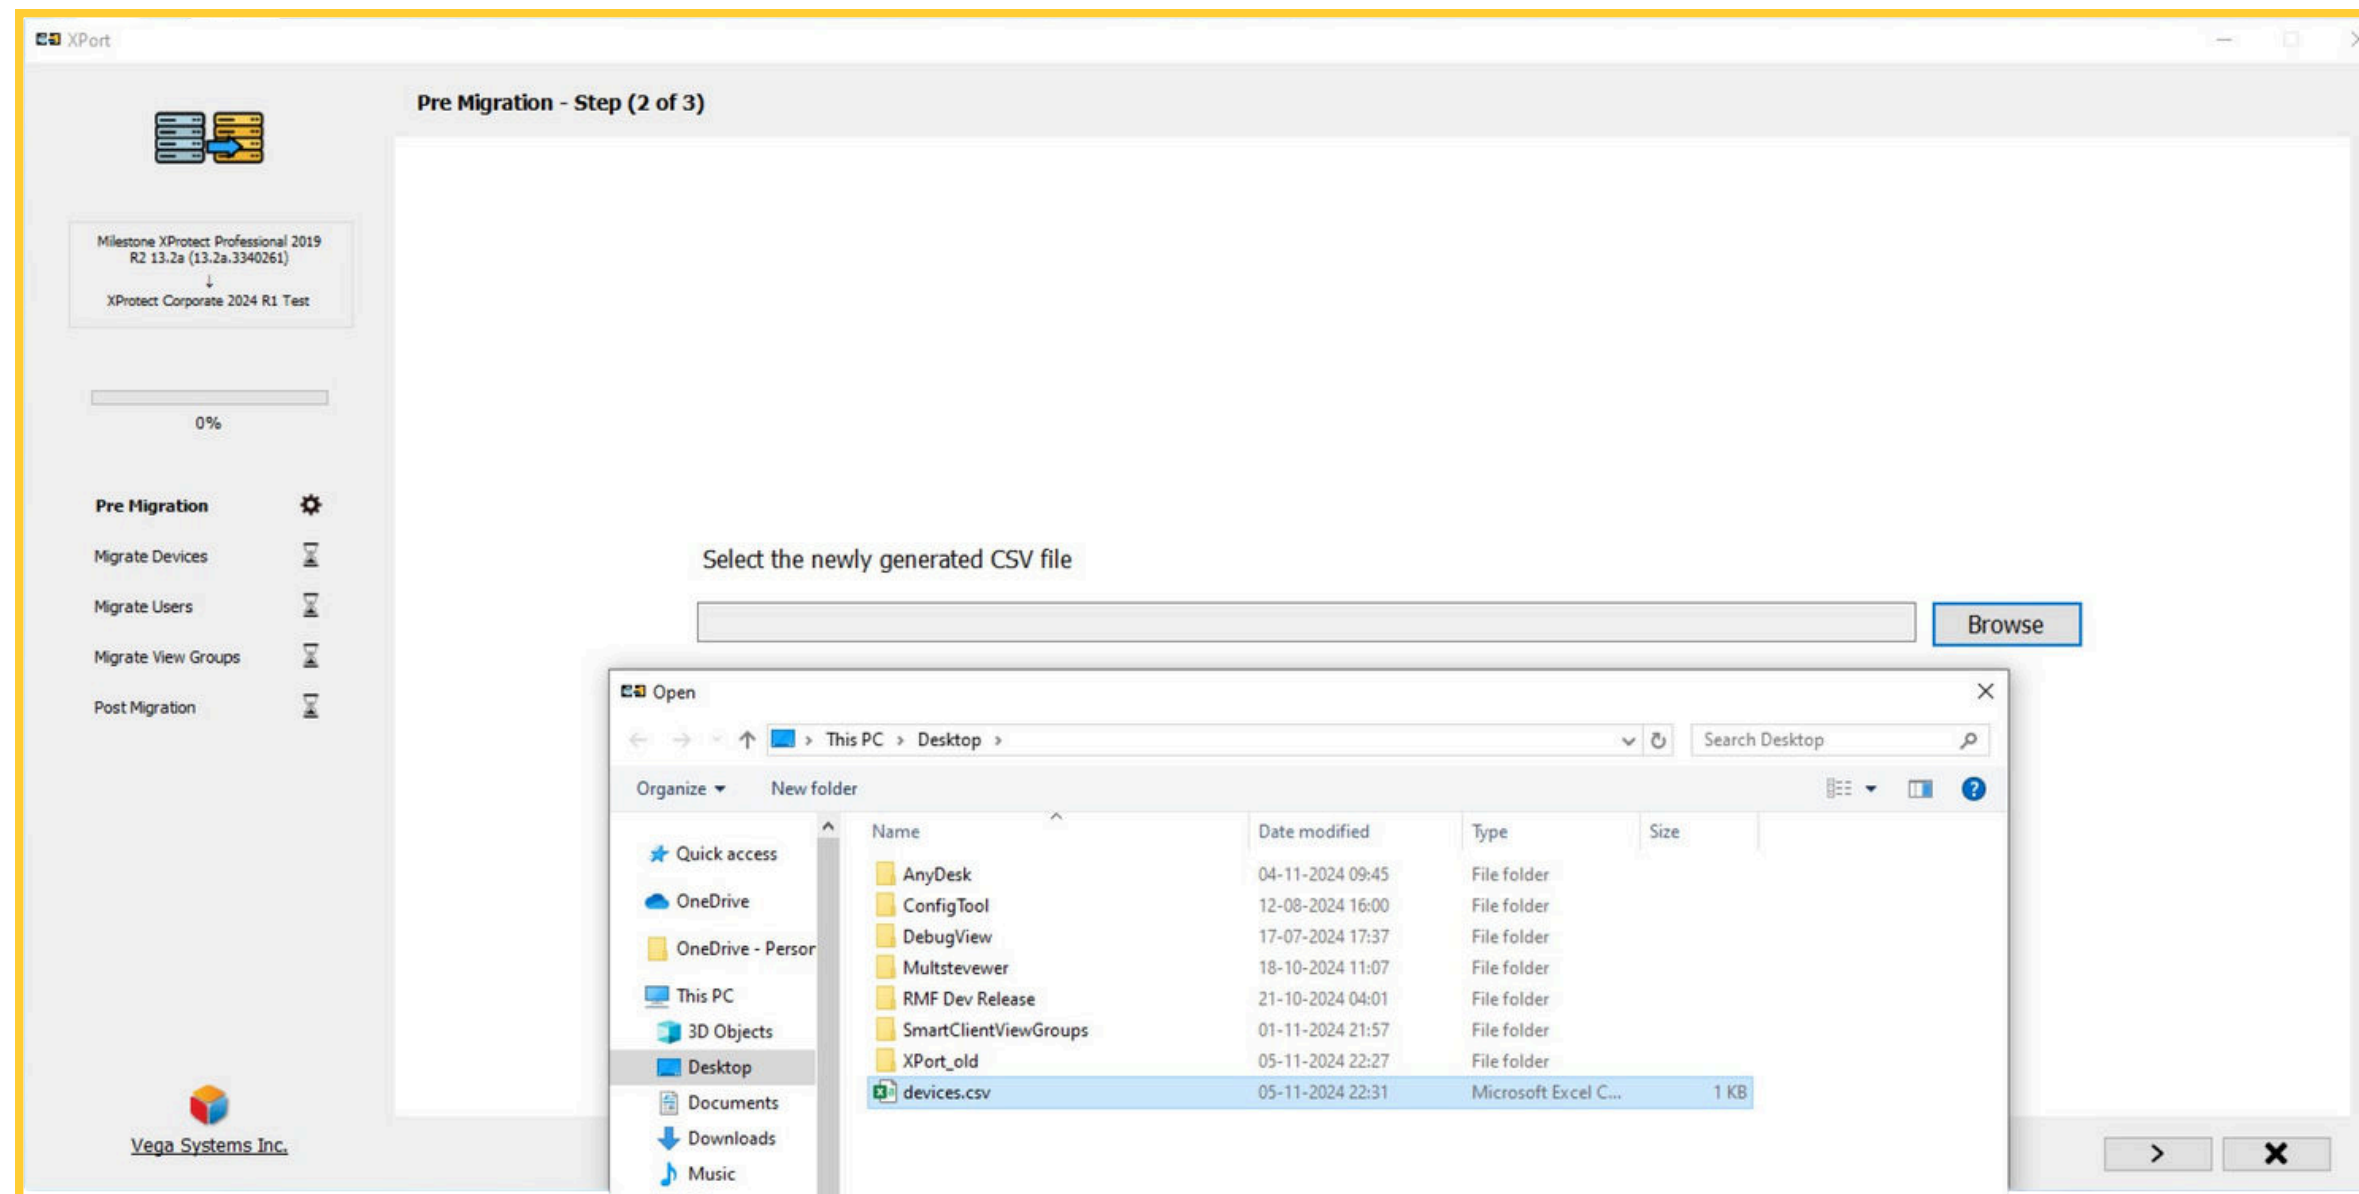 XPort
Pre Migration - Step (2 of 3)
Milestone XProtect Professional 2019
R2 13.2a (13.2a.3340261)
↓
XProtect Corporate 2024 R1 Test
0%
Pre Migration
Migrate Devices
Migrate Users
Migrate View Groups
Post Migration
Vega Systems Inc.
Select the newly generated CSV file
Browse
Open
This PC > Desktop >
Search Desktop
Organize
New folder
Quick access
OneDrive
OneDrive - Person
This PC
3D Objects
Desktop
Documents
Downloads
Music
Name Date modified Type Size
AnyDesk 04-11-2024 09:45 File folder
ConfigTool 12-08-2024 16:00 File folder
DebugView 17-07-2024 17:37 File folder
Multstevewer 18-10-2024 11:07 File folder
RMF Dev Release 21-10-2024 04:01 File folder
SmartClientViewGroups 01-11-2024 21:57 File folder
XPort_old 05-11-2024 22:27 File folder
devices.csv 05-11-2024 22:31 Microsoft Excel C... 1 KB
>